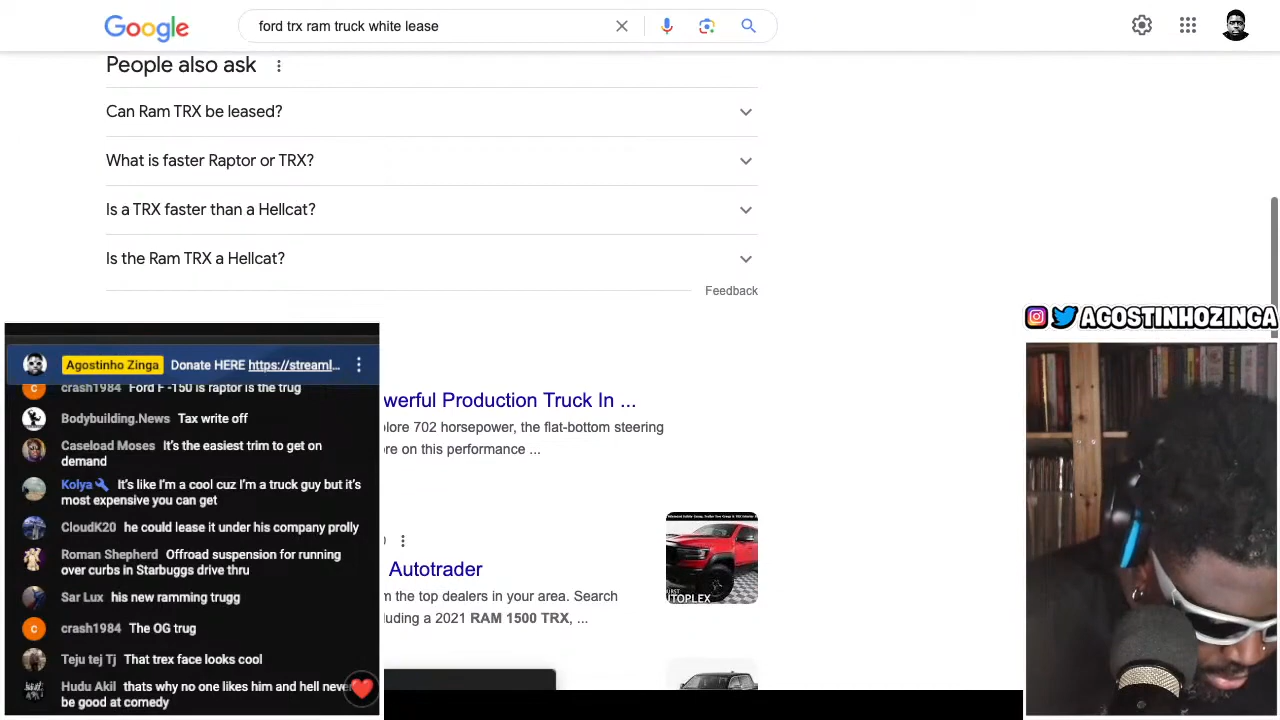 Google
ford trx ram truck white lease
People also ask
Can Ram TRX be leased?
What is faster Raptor or TRX?
Is a TRX faster than a Hellcat?
Is the Ram TRX a Hellcat?
Feedback
werful Production Truck In ...
plore 702 horsepower, the flat-bottom steering
re on this performance ...
Autotrader
m the top dealers in your area. Search
luding a 2021 RAM 1500 TRX, ...
Agostinho Zinga Donate HERE https://streaml...
crash1984 Ford F -150 is raptor is the trug
Bodybuilding.News Tax write off
Caseload Moses It's the easiest trim to get on
demand
Kolya It's like I'm a cool cuz I'm a truck guy but it's
most expensive you can get
CloudK20 he could lease it under his company prolly
Roman Shepherd Offroad suspension for running
over curbs in Starbuggs drive thru
Sar Lux his new ramming trugg
crash1984 The OG trug
Teju tej Tj That trex face looks cool
Hudu Akil thats why no one likes him and hell never
be good at comedy
AGOSTINHOZINGA